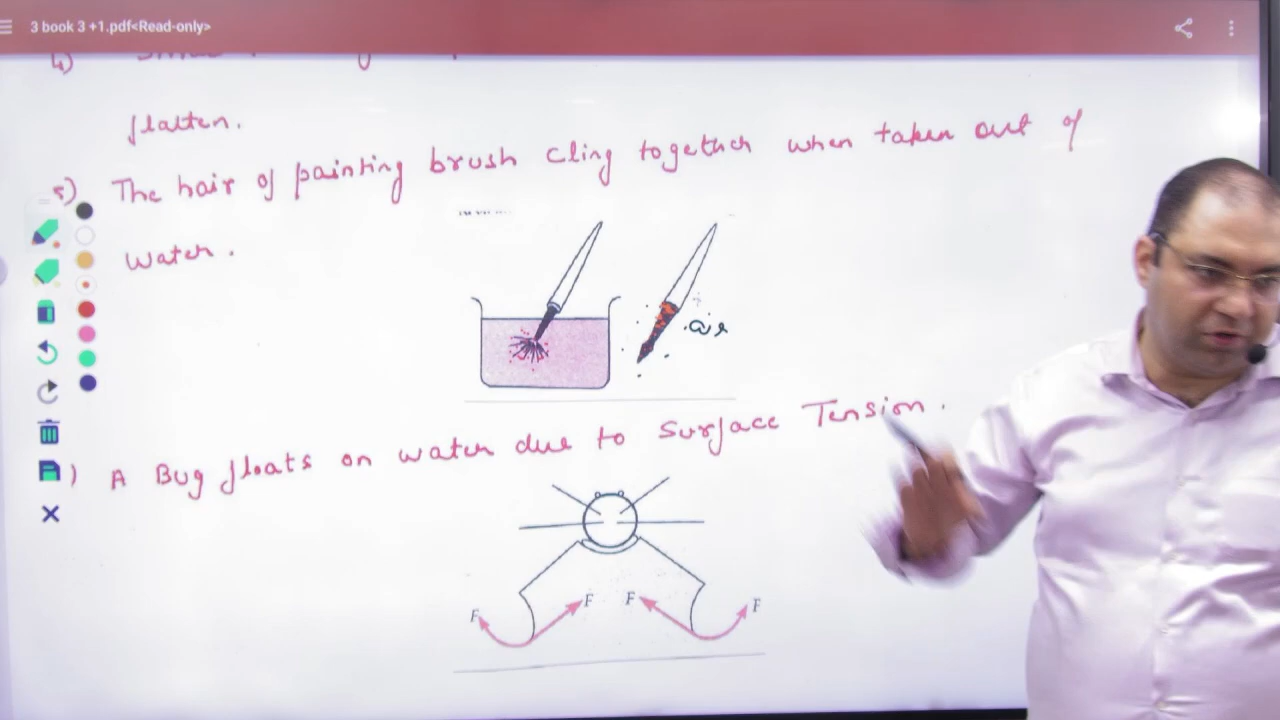 3 book 3 +1.pdf<Read-only>
4)
flatten.
5) The hair of painting brush cling together when taken out of
water.
air
) A Bug floats on water due to Surface Tension.
F F F F